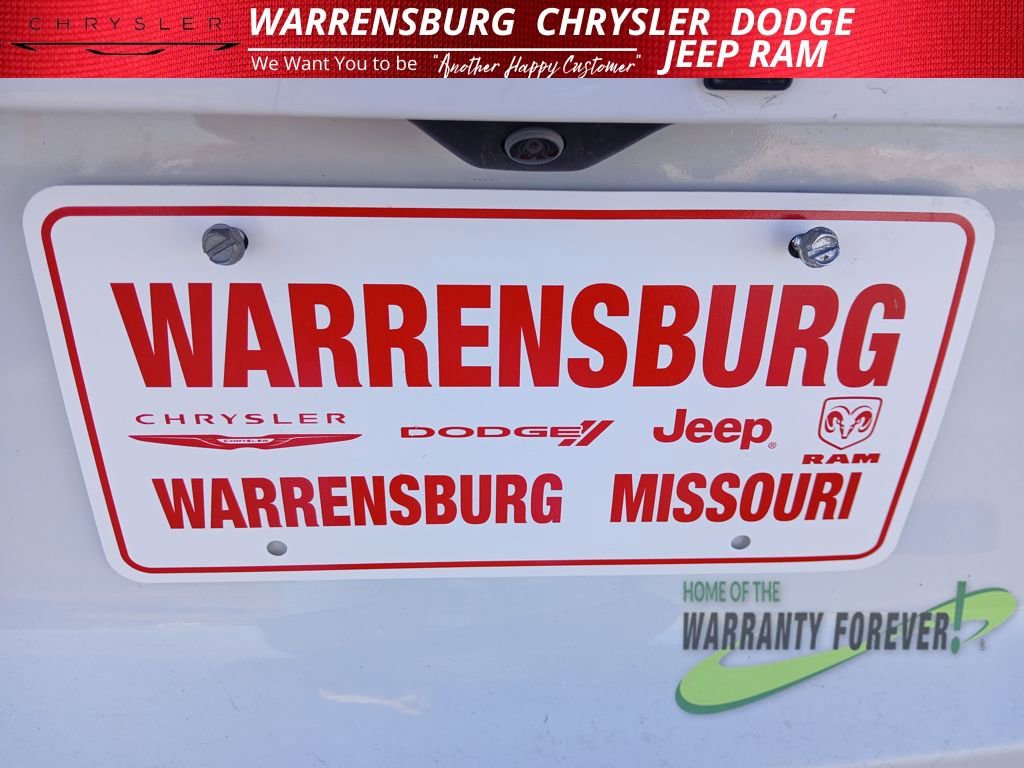 CHRYSLER
WARRENSBURG CHRYSLER DODGE
JEEP RAM
We Want You to be "Another Happy Customer"
WARRENSBURG
CHRYSLER DODGE Jeep® RAM
CHRYSLER
WARRENSBURG MISSOURI
HOME OF THE
WARRANTY FOREVER!®